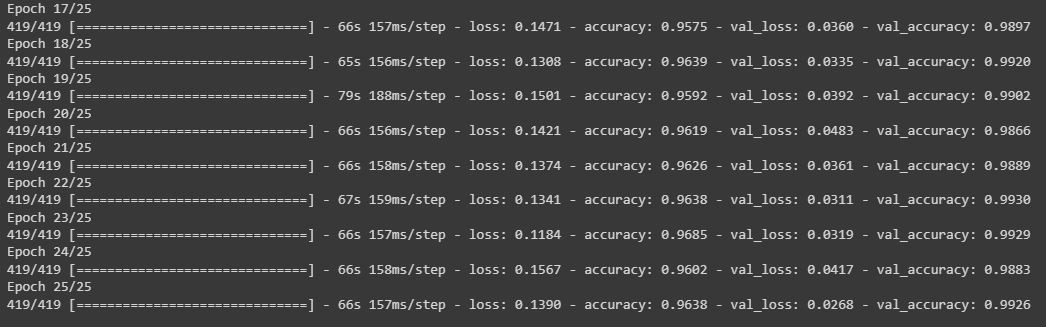 Epoch 17/25
419/419 [==============================] - 66s 157ms/step - loss: 0.1471 - accuracy: 0.9575 - val_loss: 0.0360 - val_accuracy: 0.9897
Epoch 18/25
419/419 [==============================] - 65s 156ms/step - loss: 0.1308 - accuracy: 0.9639 - val_loss: 0.0335 - val_accuracy: 0.9920
Epoch 19/25
419/419 [==============================] - 79s 188ms/step - loss: 0.1501 - accuracy: 0.9592 - val_loss: 0.0392 - val_accuracy: 0.9902
Epoch 20/25
419/419 [==============================] - 66s 156ms/step - loss: 0.1421 - accuracy: 0.9619 - val_loss: 0.0483 - val_accuracy: 0.9866
Epoch 21/25
419/419 [==============================] - 66s 158ms/step - loss: 0.1374 - accuracy: 0.9626 - val_loss: 0.0361 - val_accuracy: 0.9889
Epoch 22/25
419/419 [==============================] - 67s 159ms/step - loss: 0.1341 - accuracy: 0.9638 - val_loss: 0.0311 - val_accuracy: 0.9930
Epoch 23/25
419/419 [==============================] - 66s 157ms/step - loss: 0.1184 - accuracy: 0.9685 - val_loss: 0.0319 - val_accuracy: 0.9929
Epoch 24/25
419/419 [==============================] - 66s 158ms/step - loss: 0.1567 - accuracy: 0.9602 - val_loss: 0.0417 - val_accuracy: 0.9883
Epoch 25/25
419/419 [==============================] - 66s 157ms/step - loss: 0.1390 - accuracy: 0.9638 - val_loss: 0.0268 - val_accuracy: 0.9926